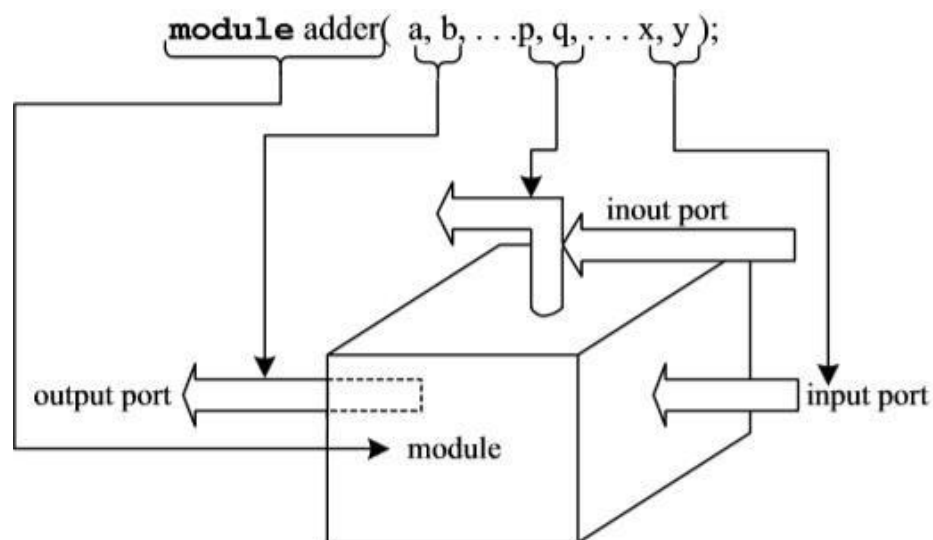 module adder( a, b, . . .p, q, . . . x, y );
inout port
output port
input port
module